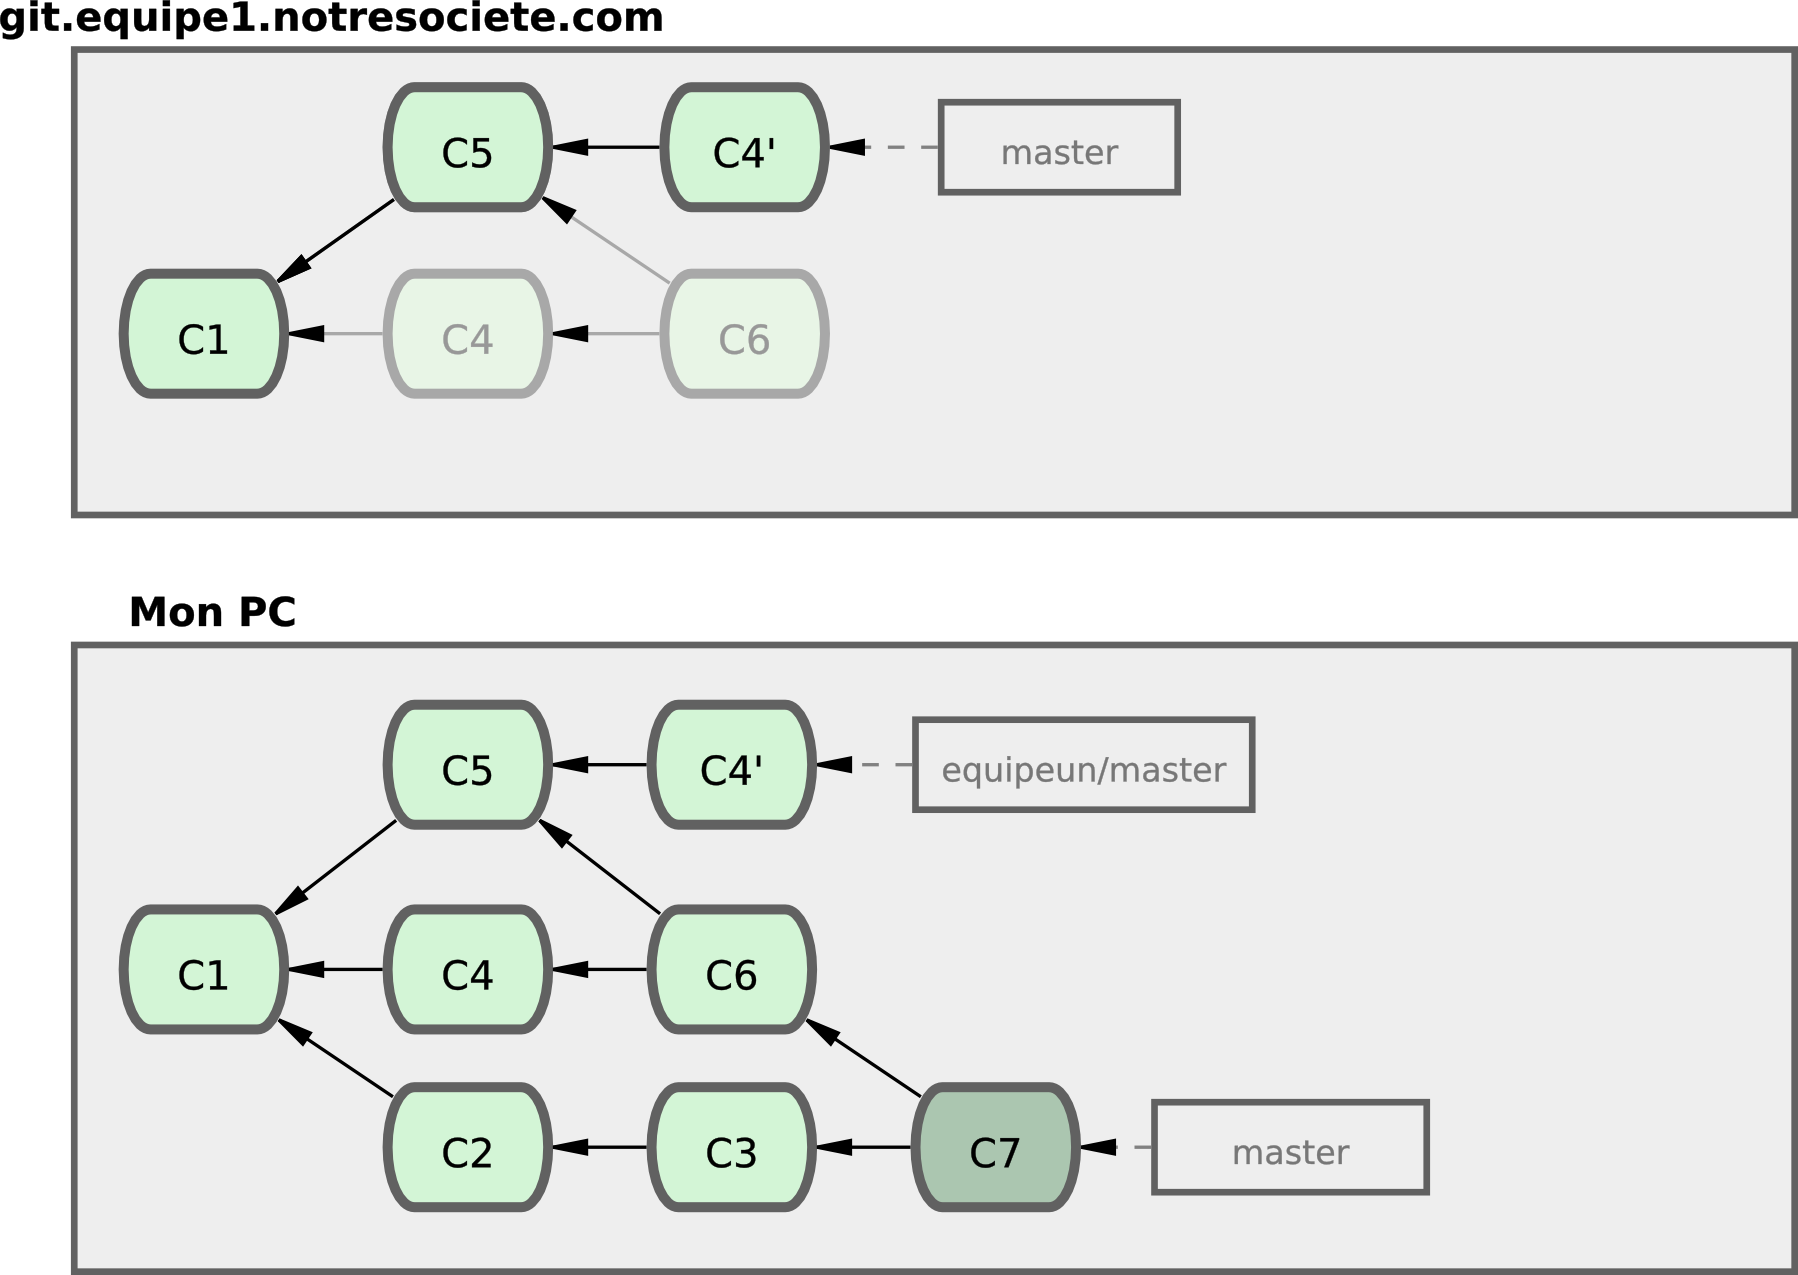 git.equipe1.notresociete.com
C5
C4'
master
C1
C4
C6
Mon PC
C5
C4'
equipeun/master
C1
C4
C6
C2
C3
C7
master